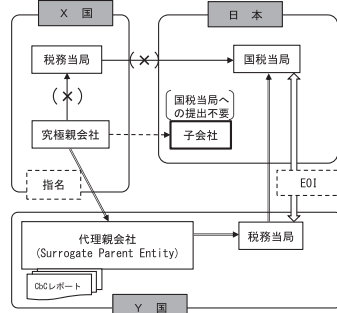 X 国
日 本
税務当局
(×)
国税当局
(×)
国税当局へ
の提出不要
究極親会社
子会社
指名
EOI
代理親会社
(Surrogate Parent Entity)
税務当局
CbCレポート
Y 国